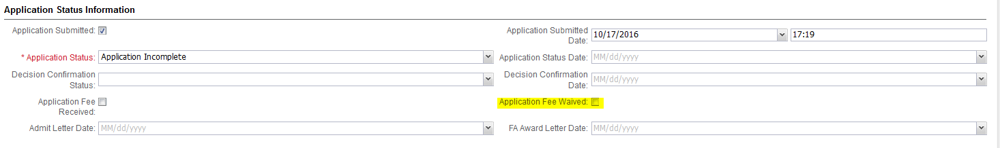 Application Status Information
Application Submitted:
Application Submitted Date: 10/17/2016 17:19
* Application Status: Application Incomplete
Application Status Date: MM/dd/yyyy
Decision Confirmation Status:
Decision Confirmation Date: MM/dd/yyyy
Application Fee Received:
Application Fee Waived:
Admit Letter Date: MM/dd/yyyy
FA Award Letter Date: MM/dd/yyyy